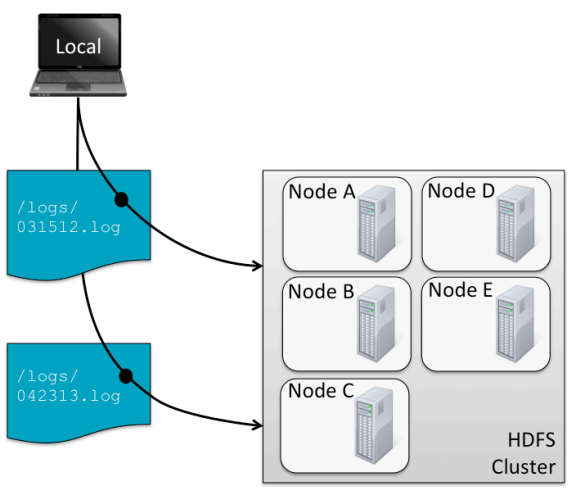 Local
/logs/
031512.log
/logs/
042313.log
Node A
Node D
Node B
Node E
Node C
HDFS
Cluster